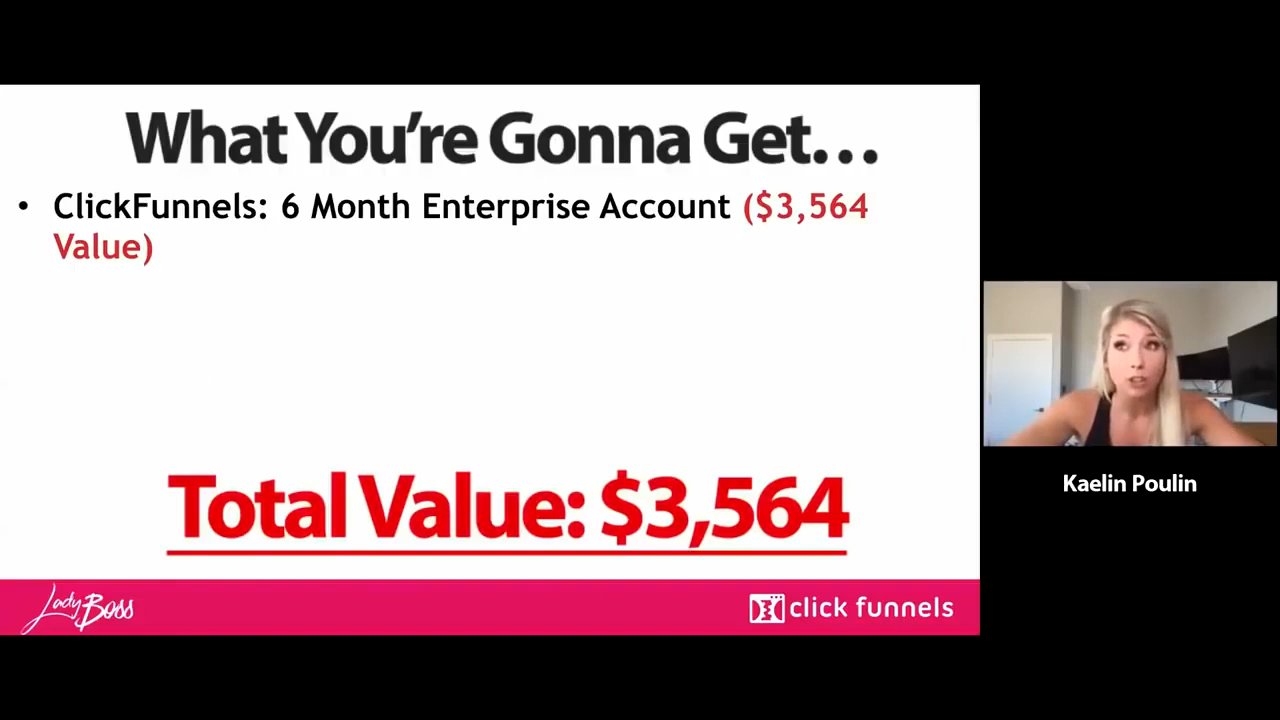 What You're Gonna Get…
• ClickFunnels: 6 Month Enterprise Account ($3,564
Value)
Total Value: $3,564
LadyBoss
click funnels
Kaelin Poulin